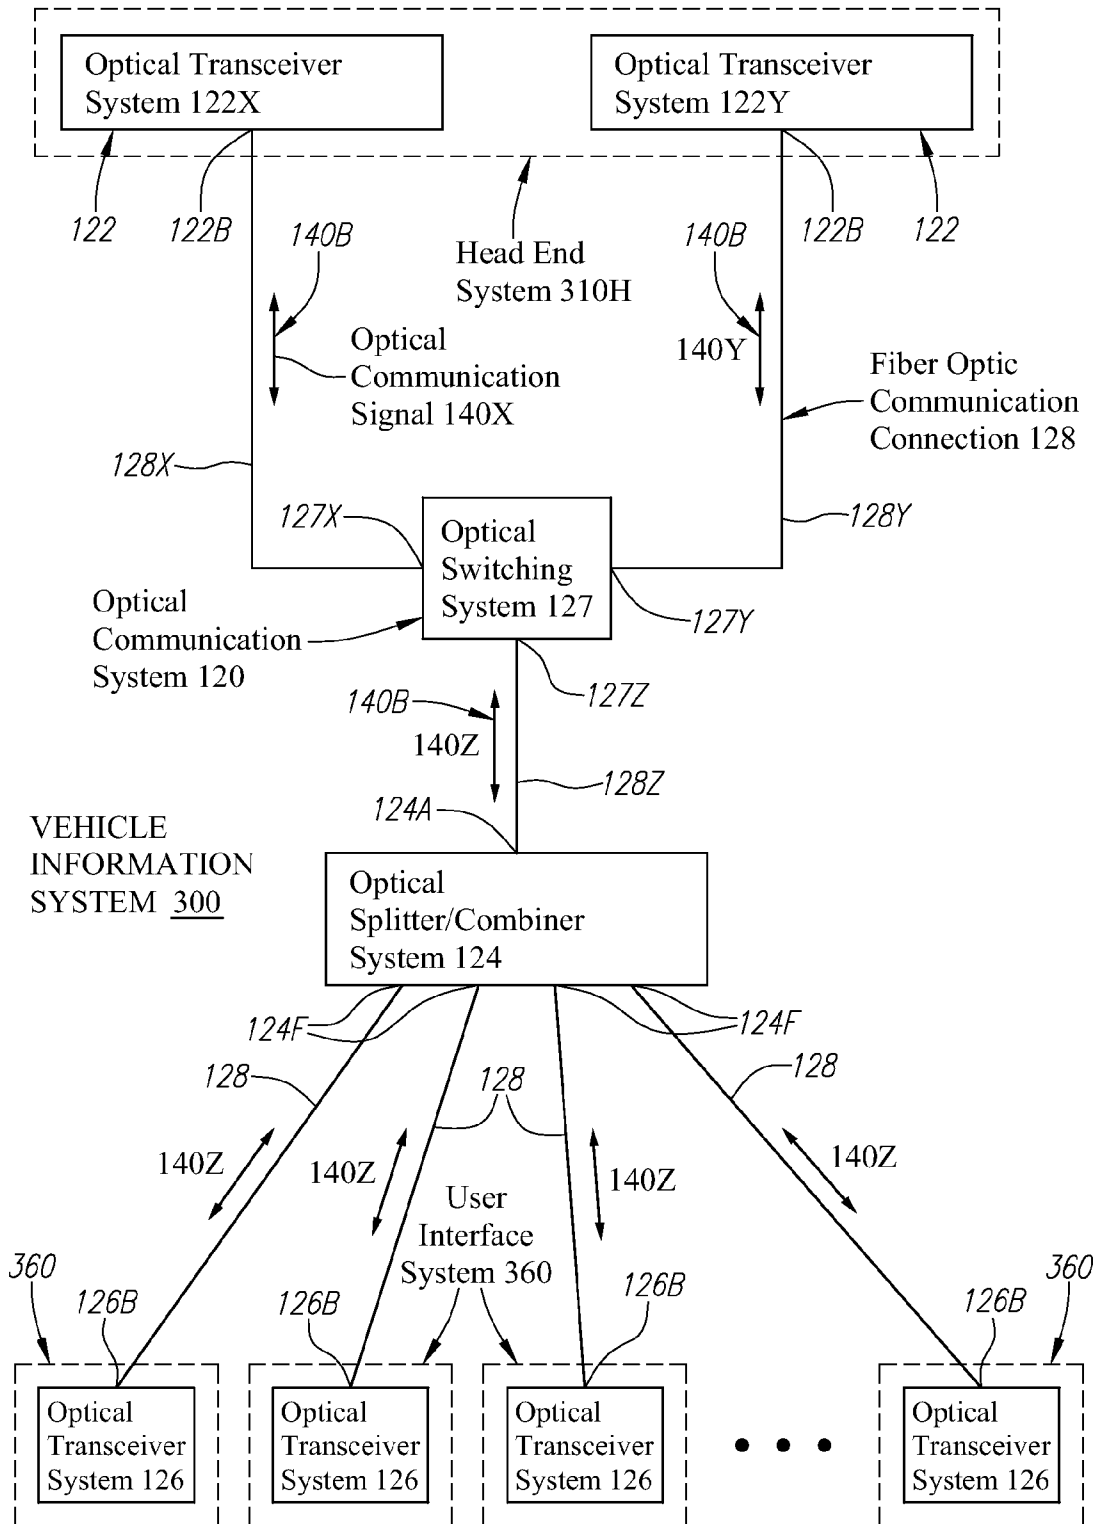 Optical Transceiver
System 122X
Optical Transceiver
System 122Y
122
122B
122B
122
140B
Head End
System 310H
140B
Optical
Communication
Signal 140X
140Y
Fiber Optic
Communication
Connection 128
128X
128Y
127X
Optical
Switching
System 127
127Y
Optical
Communication
System 120
127Z
140B
140Z
128Z
124A
VEHICLE
INFORMATION
SYSTEM 300
Optical
Splitter/Combiner
System 124
124F
124F
128
128
128
140Z
140Z
140Z
140Z
User
Interface
System 360
360
360
126B
126B
126B
126B
Optical
Transceiver
System 126
Optical
Transceiver
System 126
Optical
Transceiver
System 126
Optical
Transceiver
System 126